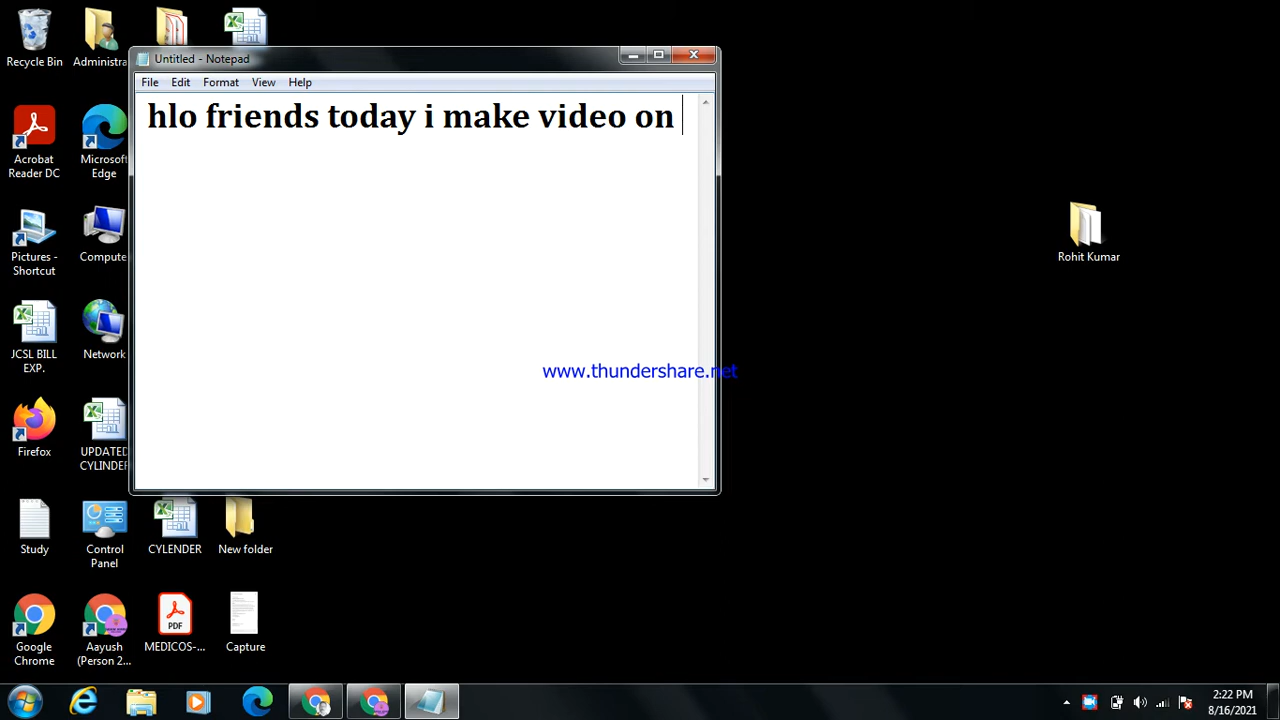 Recycle Bin
Administra
Untitled - Notepad
File Edit Format View Help
hlo friends today i make video on
Acrobat
Reader DC
Microsoft
Edge
Pictures -
Shortcut
Compute
JCSL BILL
EXP.
Network
Firefox
UPDATED
CYLINDER
Study
Control
Panel
CYLENDER
New folder
Google
Chrome
Aayush
(Person 2...
PDF
MEDICOS-...
Capture
Rohit Kumar
www.thundershare.net
2:22 PM
8/16/2021